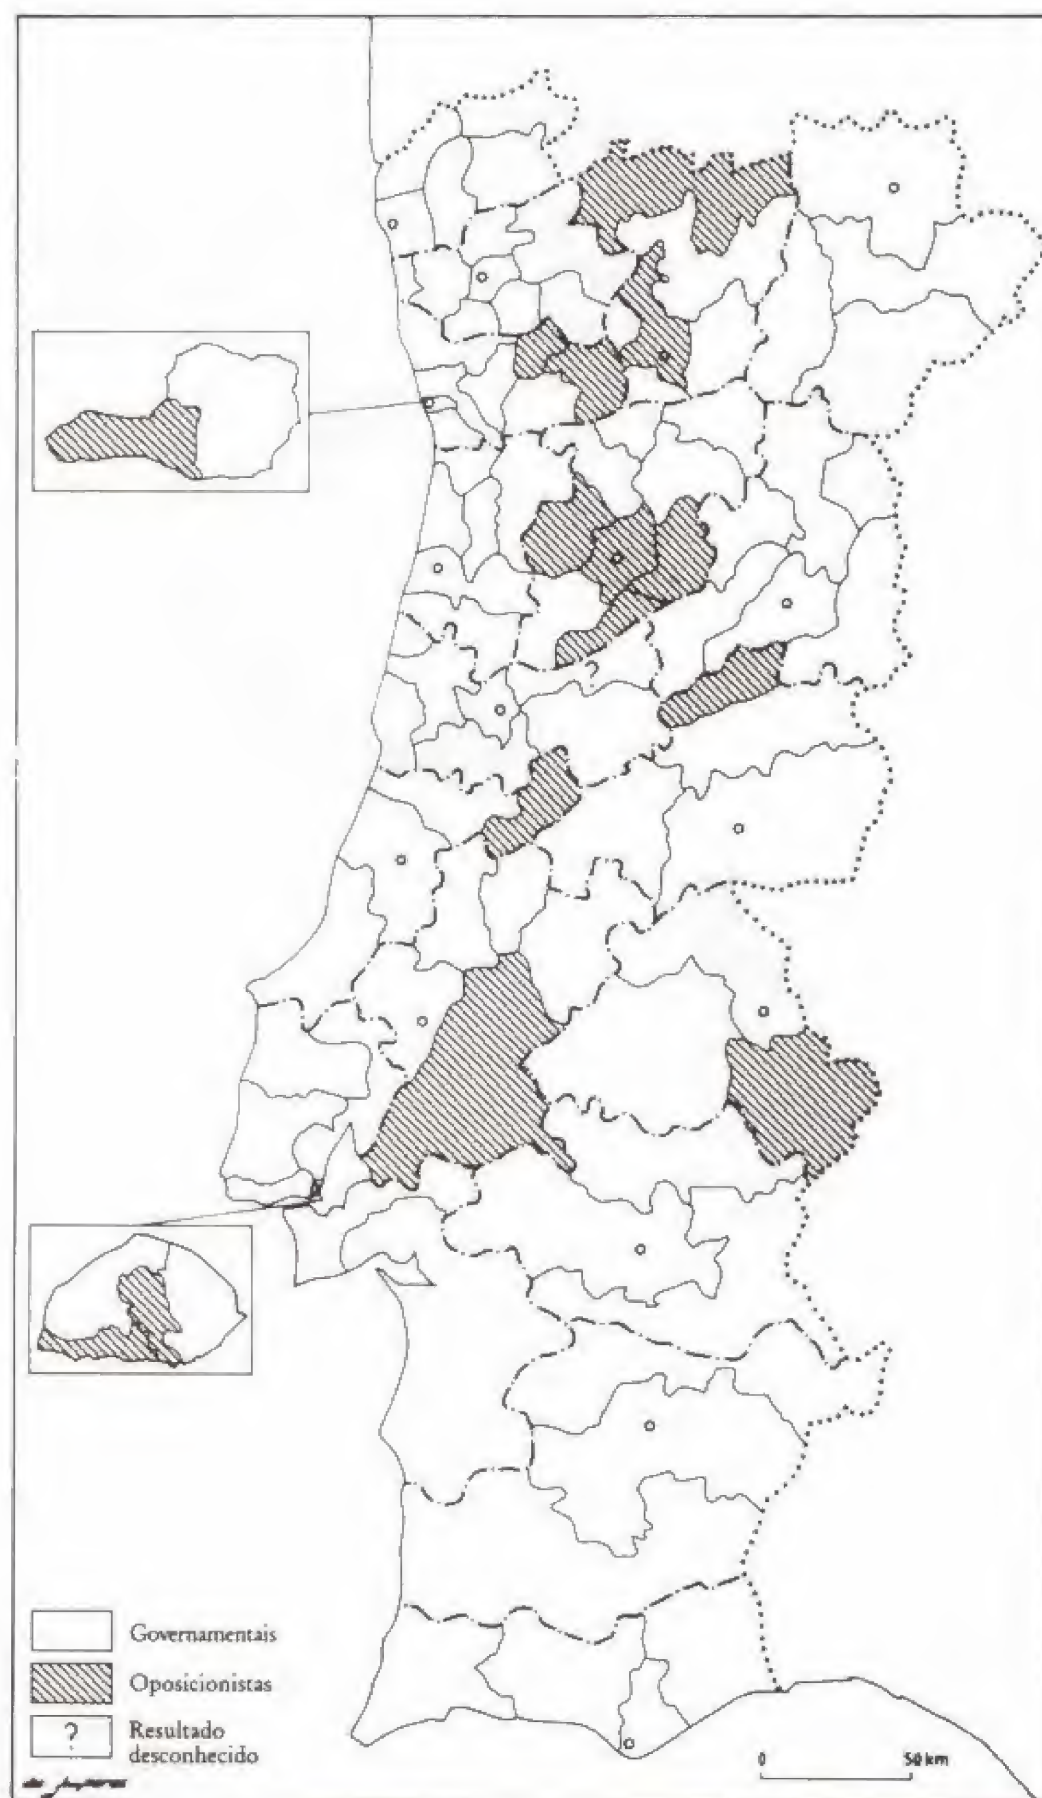 ?
Governamentais
Oposicionistas
?
Resultado
desconhecido
0
50 km